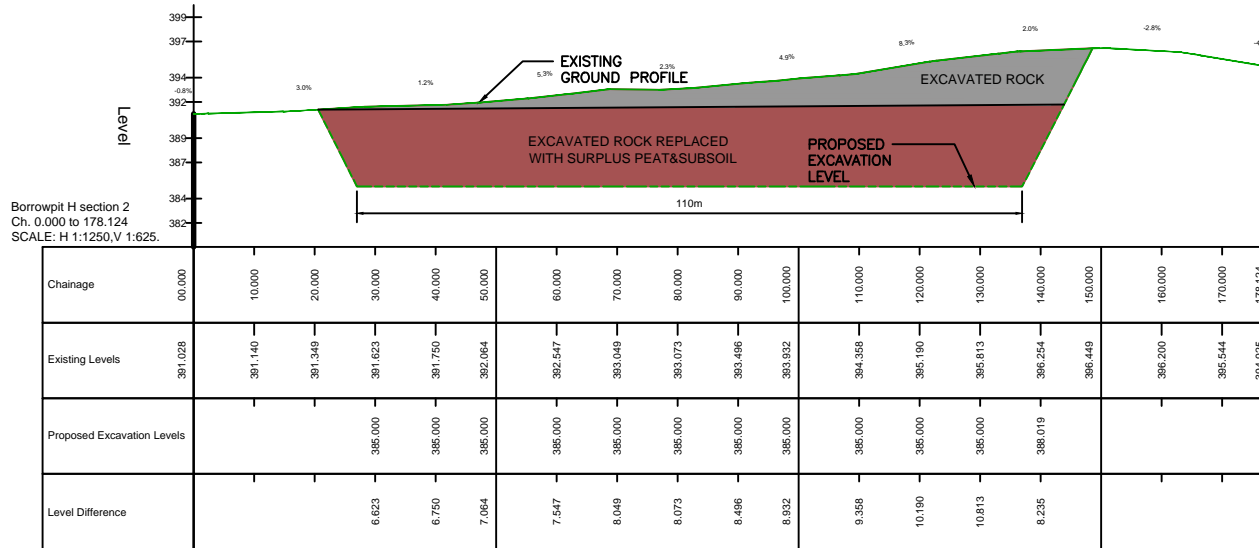 399
397
394
392
389
387
384
382
Level
-0.8%
3.0%
1.2%
5.3%
2.3%
4.9%
8.3%
2.0%
-2.8%
EXISTING
GROUND PROFILE
EXCAVATED ROCK
EXCAVATED ROCK REPLACED
WITH SURPLUS PEAT&SUBSOIL
PROPOSED
EXCAVATION
LEVEL
110m
Borrowpit H section 2
Ch. 0.000 to 178.124
SCALE: H 1:1250,V 1:625.
Chainage 00.000 10.000 20.000 30.000 40.000 50.000 60.000 70.000 80.000 90.000 100.000 110.000 120.000 130.000 140.000 150.000 160.000 170.000 178.124
Existing Levels 391.028 391.140 391.349 391.623 391.750 392.064 392.547 393.049 393.073 393.496 393.932 394.358 395.190 395.813 396.254 396.449 396.200 395.544
Proposed Excavation Levels 385.000 385.000 385.000 385.000 385.000 385.000 385.000 385.000 385.000 385.000 385.000 388.019
Level Difference 6.623 6.750 7.064 7.547 8.049 8.073 8.496 8.932 9.358 10.190 10.813 8.235